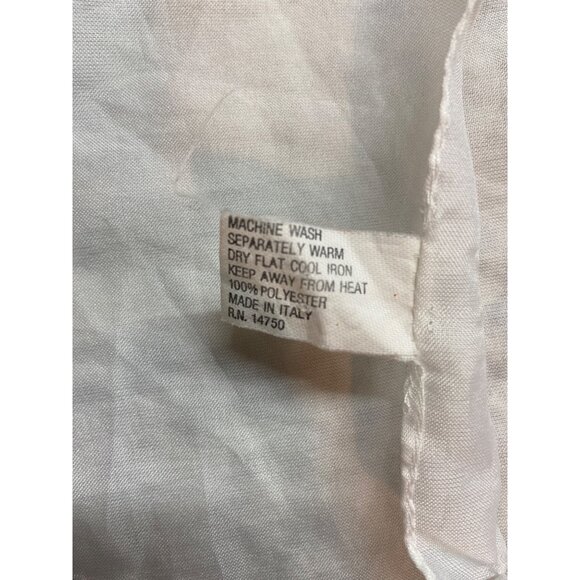 MACHINE WASH
SEPARATELY WARM
DRY FLAT COOL IRON
KEEP AWAY FROM HEAT
100% POLYESTER
MADE IN ITALY
R.N. 14750